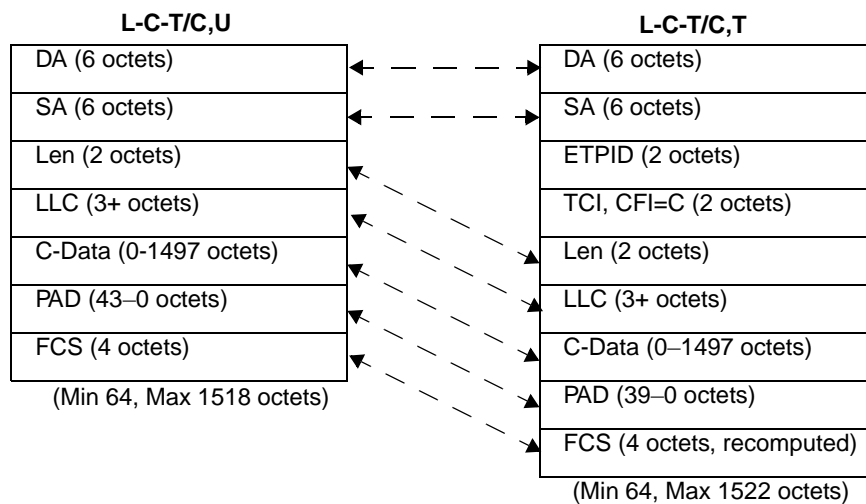 L-C-T/C,U
DA (6 octets)
SA (6 octets)
Len (2 octets)
LLC (3+ octets)
C-Data (0-1497 octets)
PAD (43–0 octets)
FCS (4 octets)
(Min 64, Max 1518 octets)
L-C-T/C,T
DA (6 octets)
SA (6 octets)
ETPID (2 octets)
TCI, CFI=C (2 octets)
Len (2 octets)
LLC (3+ octets)
C-Data (0–1497 octets)
PAD (39–0 octets)
FCS (4 octets, recomputed)
(Min 64, Max 1522 octets)